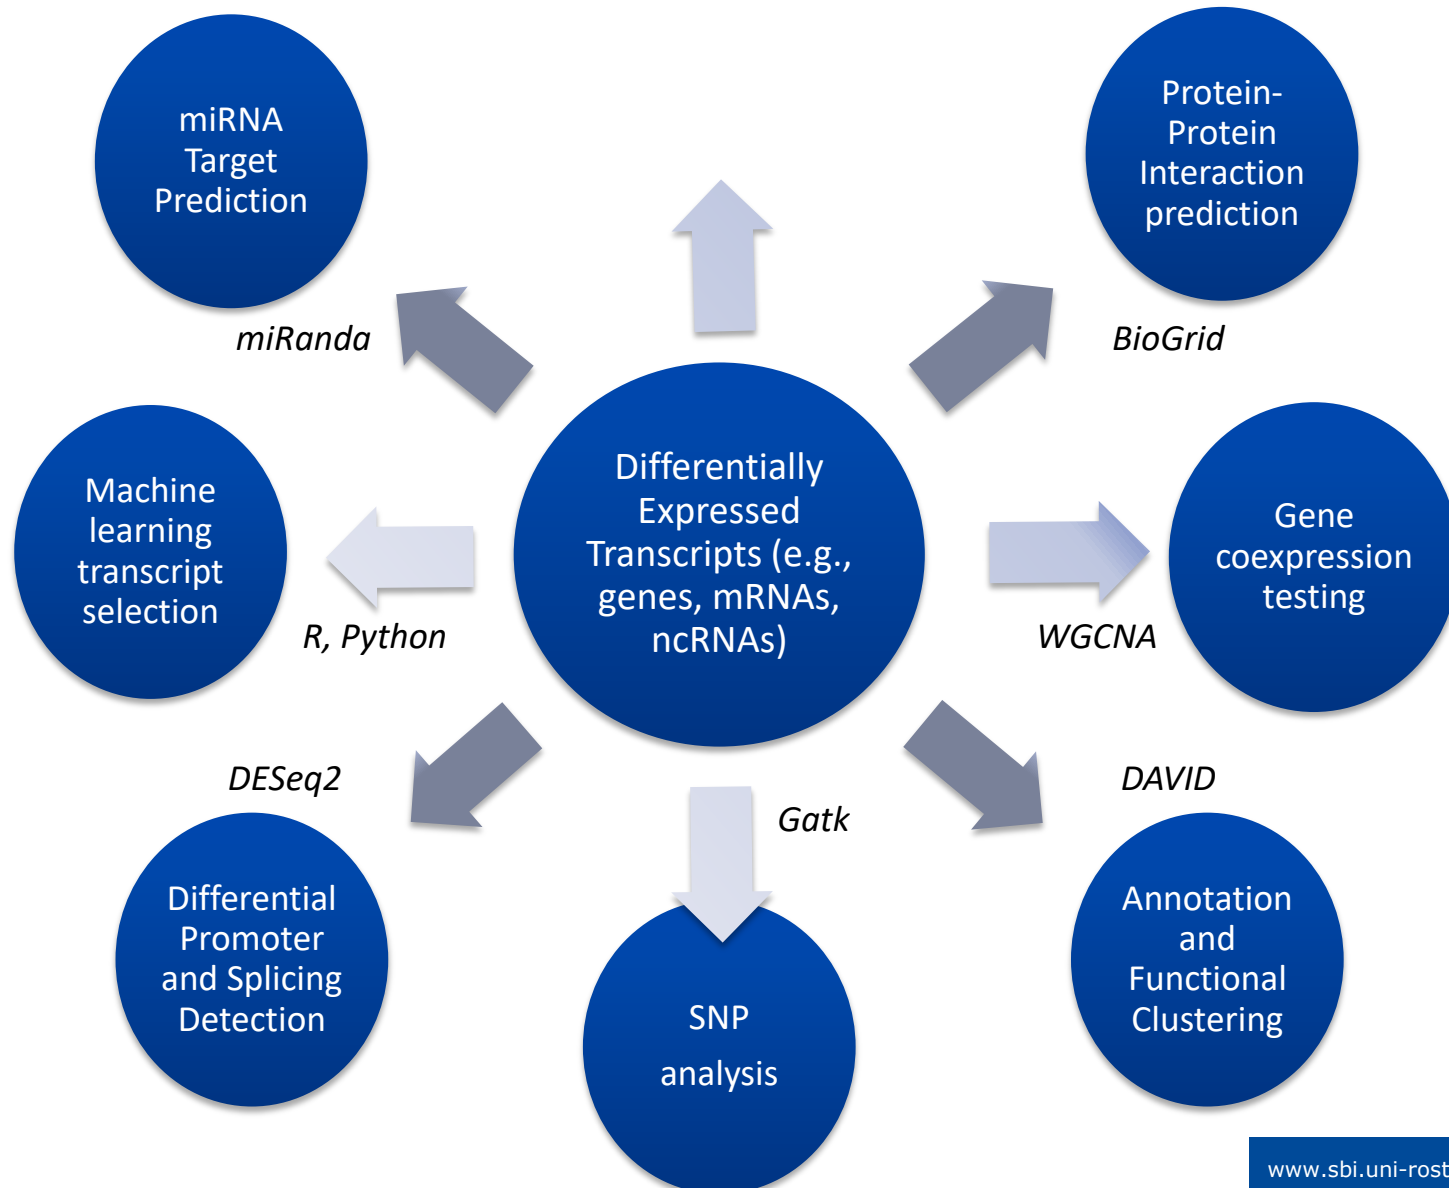 miRNA
Target
Prediction
Protein-
Protein
Interaction
prediction
miRanda
BioGrid
Machine
learning
transcript
selection
Differentially
Expressed
Transcripts (e.g.,
genes, mRNAs,
ncRNAs)
Gene
coexpression
testing
R, Python
WGCNA
DESeq2
Gatk
DAVID
Differential
Promoter
and Splicing
Detection
SNP
analysis
Annotation
and
Functional
Clustering
www.sbi.uni-rost